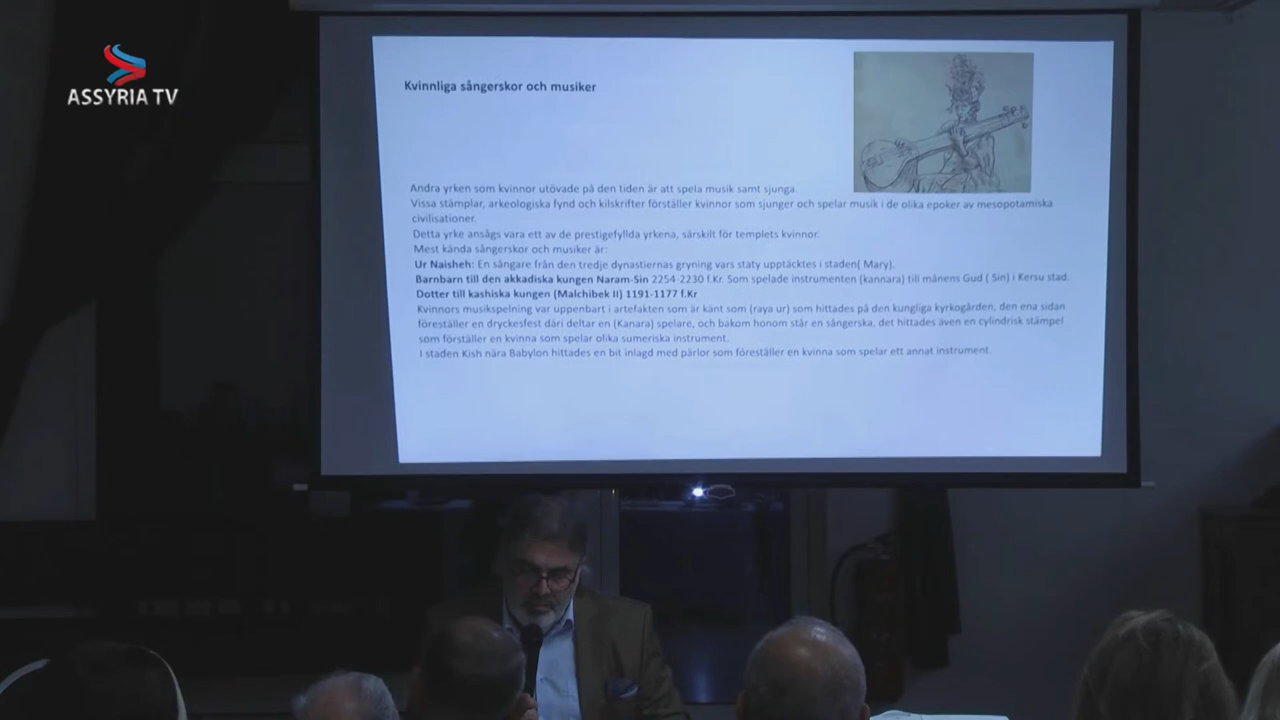 ASSYRIA TV
Kvinnliga sångerskor och musiker
Andra yrken som kvinnor utövade på den tiden är att spela musik samt sjunga.
Vissa stämplar, arkeologiska fynd och kilskrifter förställer kvinnor som sjunger och spelar musik i de olika epoker av mesopotamiska
civilisationer.
Detta yrke ansågs vara ett av de prestigefyllda yrkena, särskilt för templets kvinnor.
Mest kända sångerskor och musiker är:
Ur Naisheh: En sångare från den tredje dynastiernas gryning vars staty upptäcktes i staden( Mary).
Barnbarn till den akkadiska kungen Naram-Sin 2254-2230 f.Kr. Som spelade instrumenten (kannara) till månens Gud ( Sin) i Kersu stad.
Dotter till kashiska kungen (Malchibek II) 1191-1177 f.Kr
Kvinnors musikspelning var uppenbart i artefakten som är känt som (raya ur) som hittades på den kungliga kyrkogården, den ena sidan
föreställer en dryckesfest däri deltar en (Kanara) spelare, och bakom honom står en sångerska, det hittades även en cylindrisk stämpel
som förställer en kvinna som spelar olika sumeriska instrument.
I staden Kish nära Babylon hittades en bit inlagd med pärlor som föreställer en kvinna som spelar ett annat instrument.